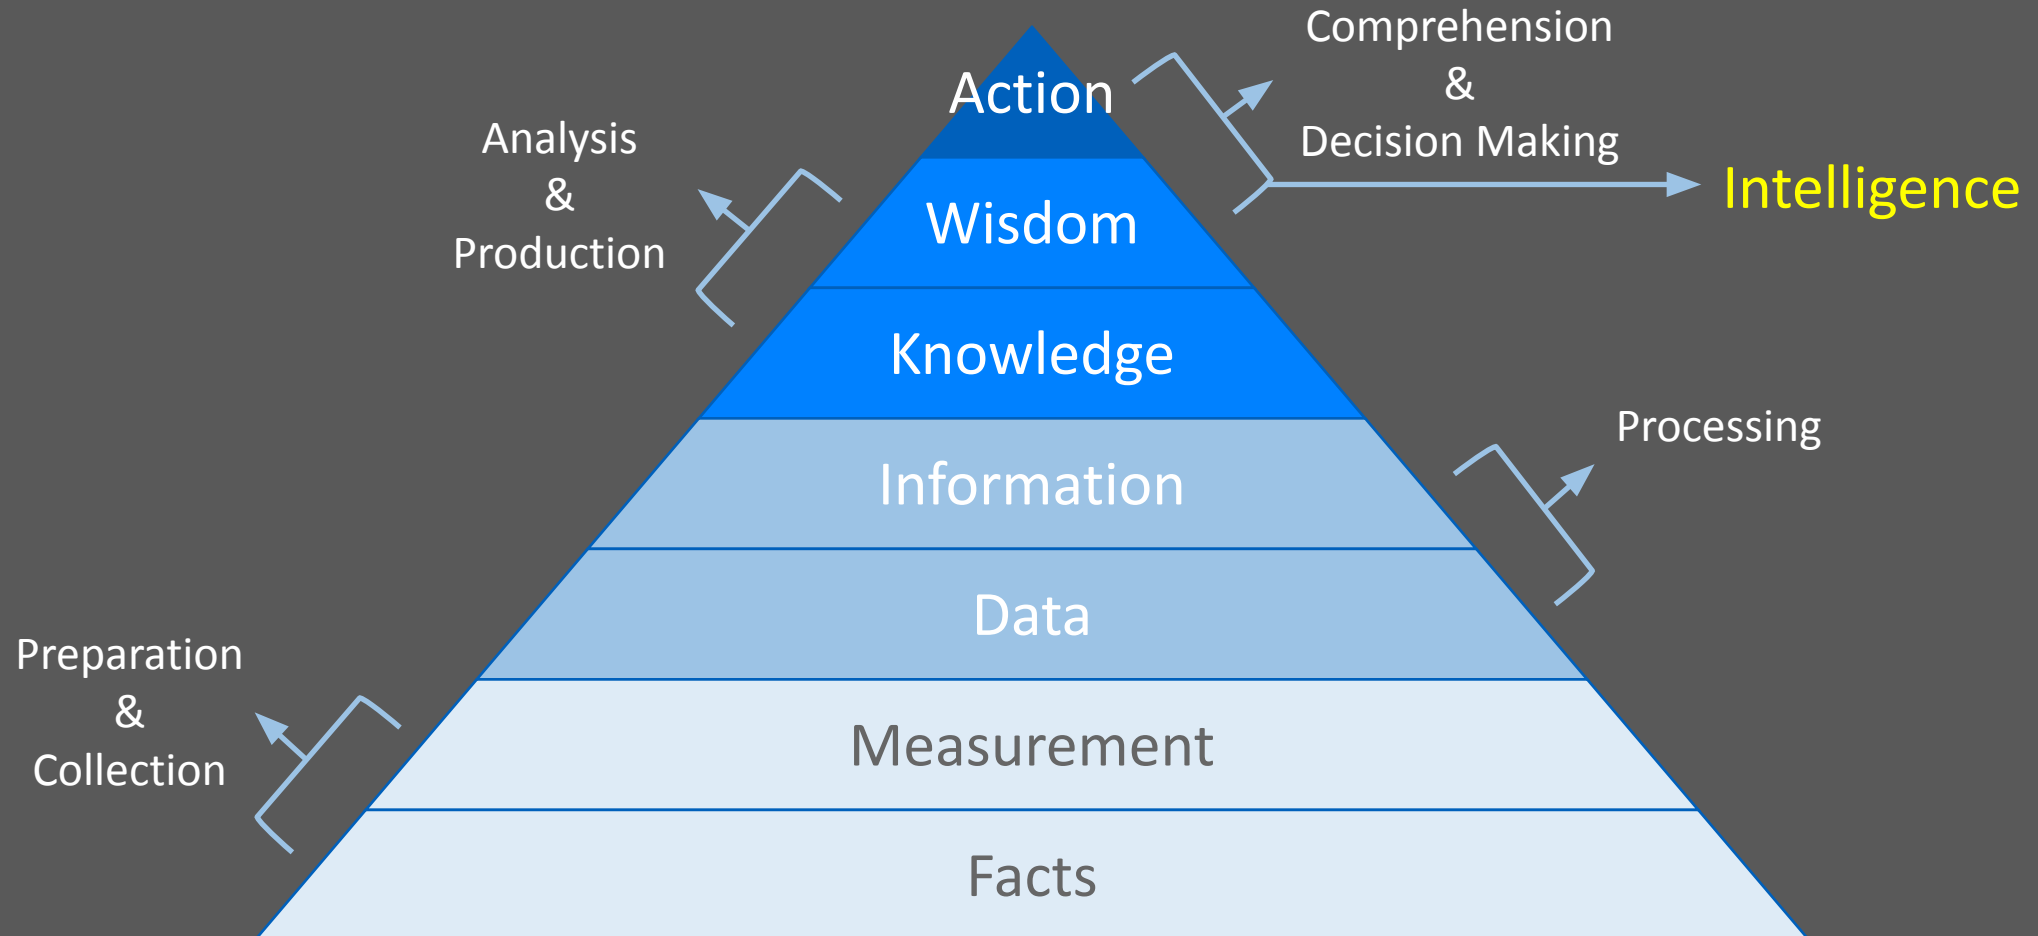 Comprehension
&
Decision Making
Action
Analysis
&
Production
Intelligence
Wisdom
Knowledge
Processing
Information
Data
Preparation
&
Collection
Measurement
Facts